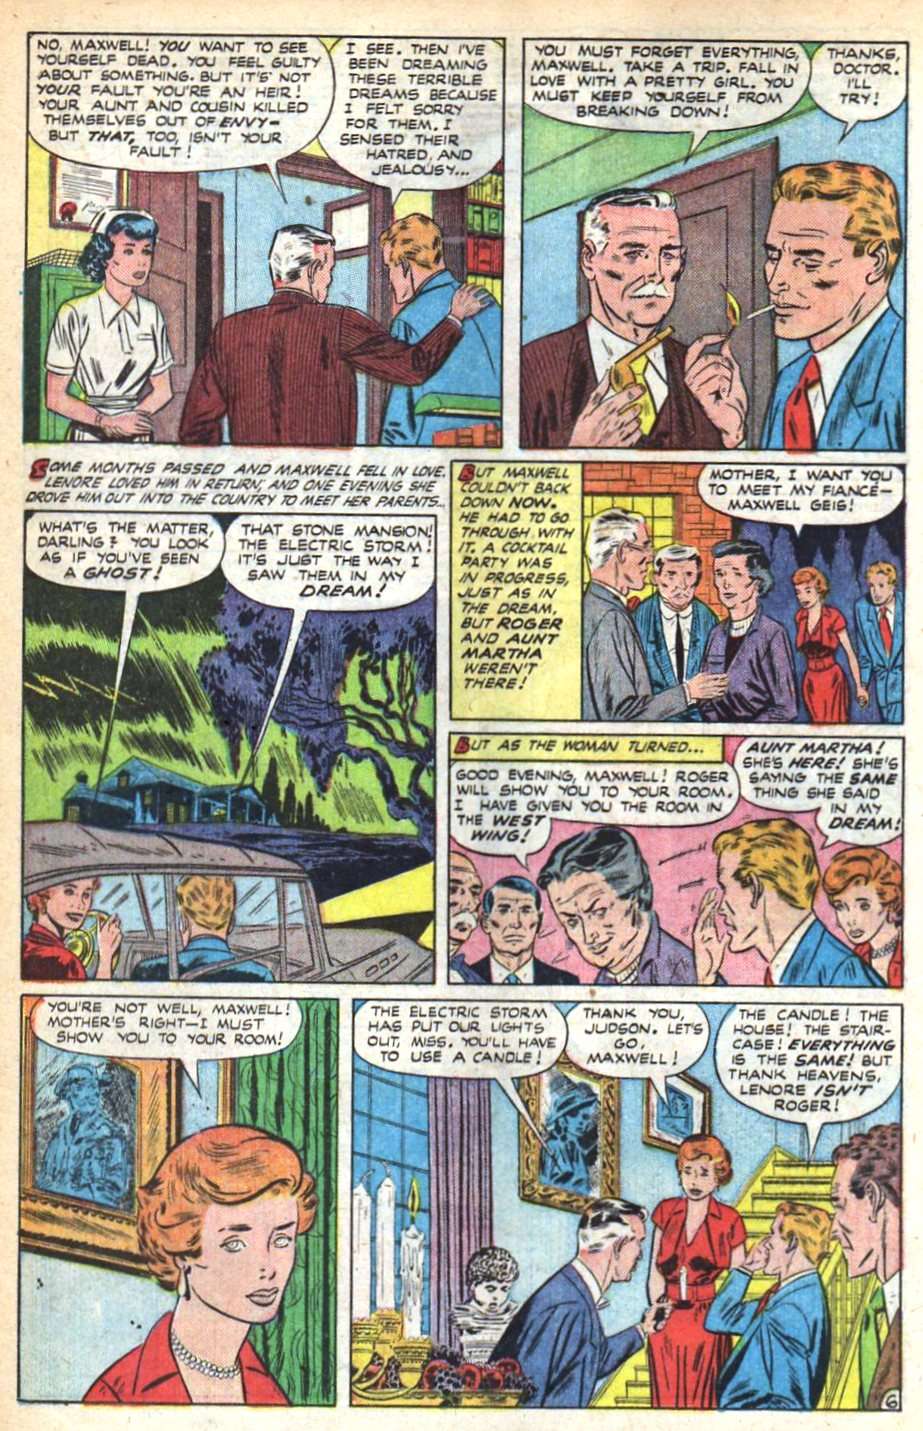 NO, MAXWELL! YOU WANT TO SEE
YOURSELF DEAD. YOU FEEL GUILTY
ABOUT SOMETHING. BUT IT'S NOT
YOUR FAULT YOU'RE AN HEIR!
YOUR AUNT AND COUSIN KILLED
THEMSELVES OUT OF ENVY—
BUT THAT, TOO, ISN'T YOUR
FAULT!
I SEE. THEN I'VE
BEEN DREAMING
THESE TERRIBLE
DREAMS BECAUSE
I FELT SORRY
FOR THEM. I
SENSED THEIR
HATRED, AND
JEALOUSY...
YOU MUST FORGET EVERYTHING,
MAXWELL. TAKE A TRIP. FALL IN
LOVE WITH A PRETTY GIRL. YOU
MUST KEEP YOURSELF FROM
BREAKING DOWN!
THANKS,
DOCTOR.
I'LL
TRY!
SOME MONTHS PASSED AND MAXWELL FELL IN LOVE.
LENORE LOVED HIM IN RETURN, AND ONE EVENING SHE
DROVE HIM OUT INTO THE COUNTRY TO MEET HER PARENTS...
WHAT'S THE MATTER,
DARLING? YOU LOOK
AS IF YOU'VE SEEN
A GHOST!
THAT STONE MANSION!
THE ELECTRIC STORM!
IT'S JUST THE WAY I
SAW THEM IN MY
DREAM!
BUT MAXWELL
COULDN'T BACK
DOWN NOW.
HE HAD TO GO
THROUGH WITH
IT. A COCKTAIL
PARTY WAS
IN PROGRESS,
JUST AS IN
THE DREAM,
BUT ROGER
AND AUNT
MARTHA
WEREN'T
THERE!
MOTHER, I WANT YOU
TO MEET MY FIANCÉ—
MAXWELL GEIS!
BUT AS THE WOMAN TURNED...
GOOD EVENING, MAXWELL! ROGER
WILL SHOW YOU TO YOUR ROOM.
I HAVE GIVEN YOU THE ROOM IN
THE WEST
WING!
AUNT MARTHA!
SHE'S HERE! SHE'S
SAYING THE SAME
THING SHE SAID
IN MY
DREAM!
YOU'RE NOT WELL, MAXWELL!
MOTHER'S RIGHT—I MUST
SHOW YOU TO YOUR ROOM!
THE ELECTRIC STORM
HAS PUT OUR LIGHTS
OUT, MISS. YOU'LL HAVE
TO USE A CANDLE!
THANK YOU,
JUDSON. LET'S
GO,
MAXWELL!
THE CANDLE! THE
HOUSE! THE STAIR-
CASE! EVERYTHING
IS THE SAME! BUT
THANK HEAVENS,
LENORE ISN'T
ROGER!
6